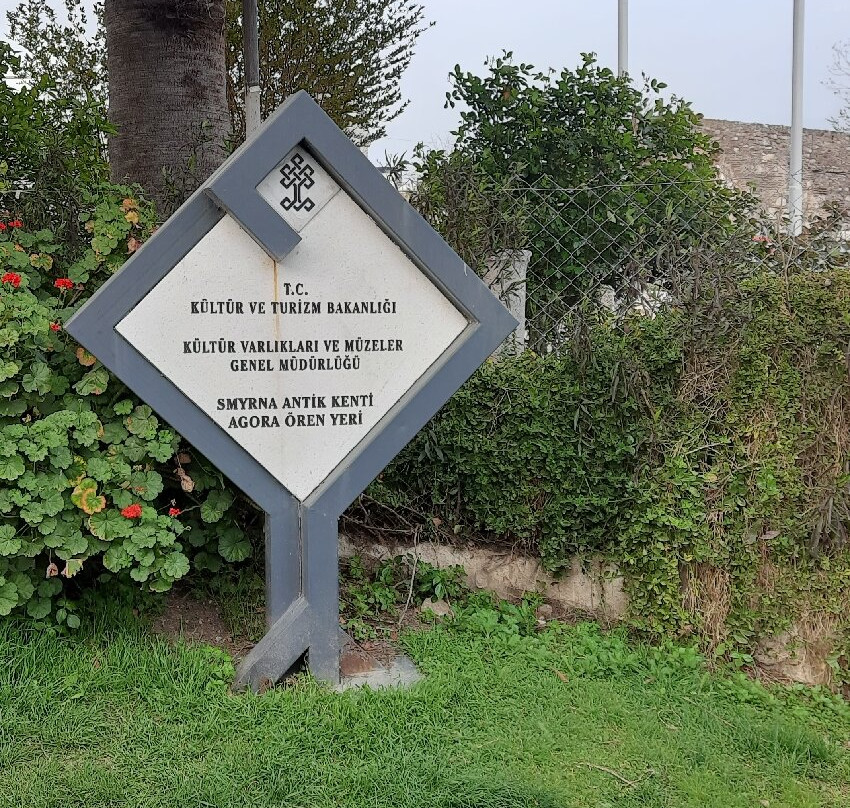 T.C.
KÜLTÜR VE TURİZM BAKANLIĞI
KÜLTÜR VARLIKLARI VE MÜZELER
GENEL MÜDÜRLÜĞÜ
SMYRNA ANTİK KENTİ
AGORA ÖREN YERİ